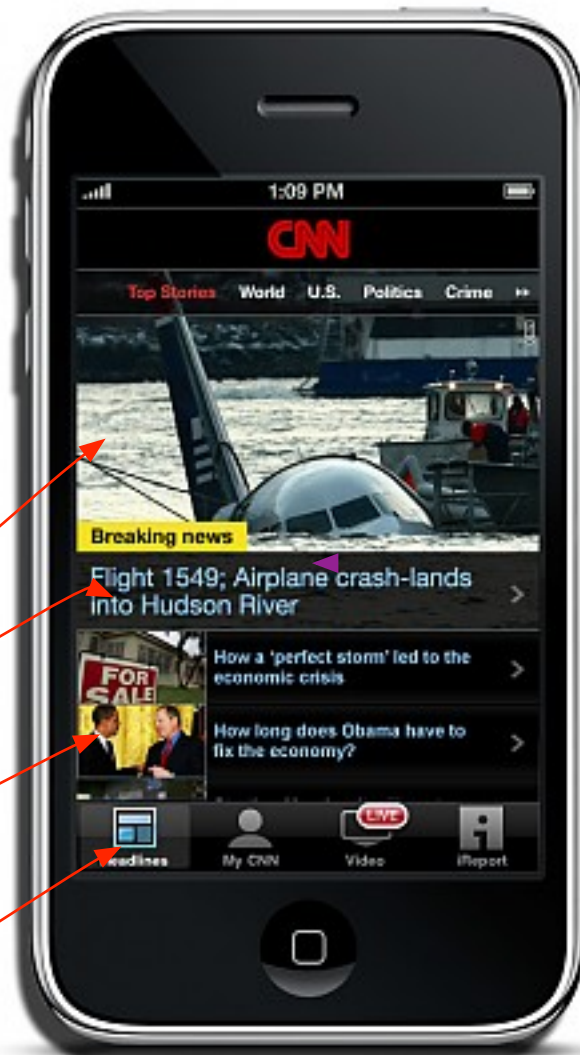 1:09 PM
CNN
Top Stories World U.S. Politics Crime
Breaking news
Flight 1549; Airplane crash-lands
into Hudson River
FOR
SALE
How a 'perfect storm' led to the
economic crisis
How long does Obama have to
fix the economy?
LIVE
Headlines My CNN Video iReport